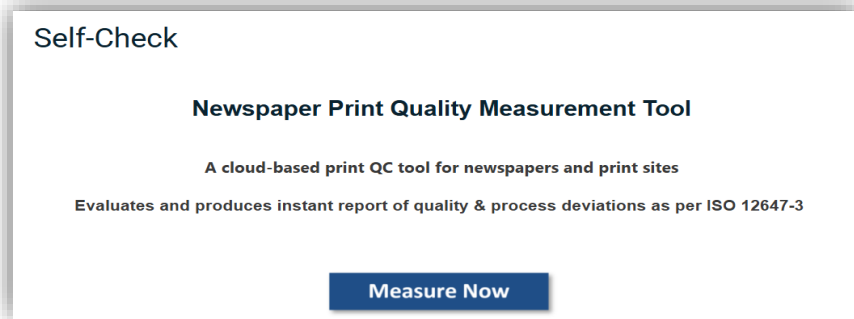 Self-Check
Newspaper Print Quality Measurement Tool
A cloud-based print QC tool for newspapers and print sites
Evaluates and produces instant report of quality & process deviations as per ISO 12647-3
Measure Now